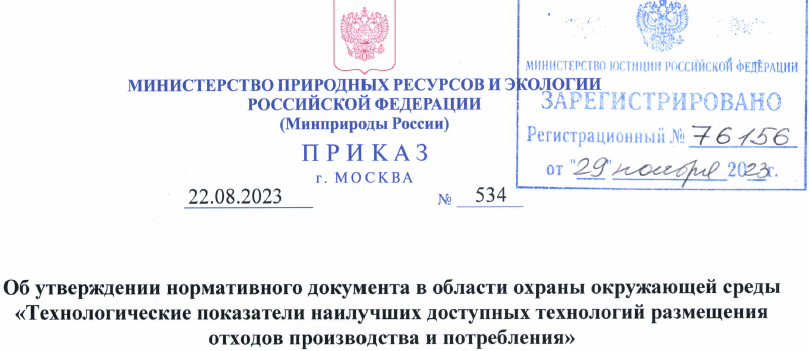 МИНИСТЕРСТВО ПРИРОДНЫХ РЕСУРСОВ И ЭКОЛОГИИ
РОССИЙСКОЙ ФЕДЕРАЦИИ
(Минприроды России)
ПРИКАЗ
г. МОСКВА
22.08.2023 № 534
МИНИСТЕРСТВО ЮСТИЦИИ РОССИЙСКОЙ ФЕДЕРАЦИИ
ЗАРЕГИСТРИРОВАНО
Регистрационный № 76156
от "29" ноября 2023г.
Об утверждении нормативного документа в области охраны окружающей среды
«Технологические показатели наилучших доступных технологий размещения
отходов производства и потребления»